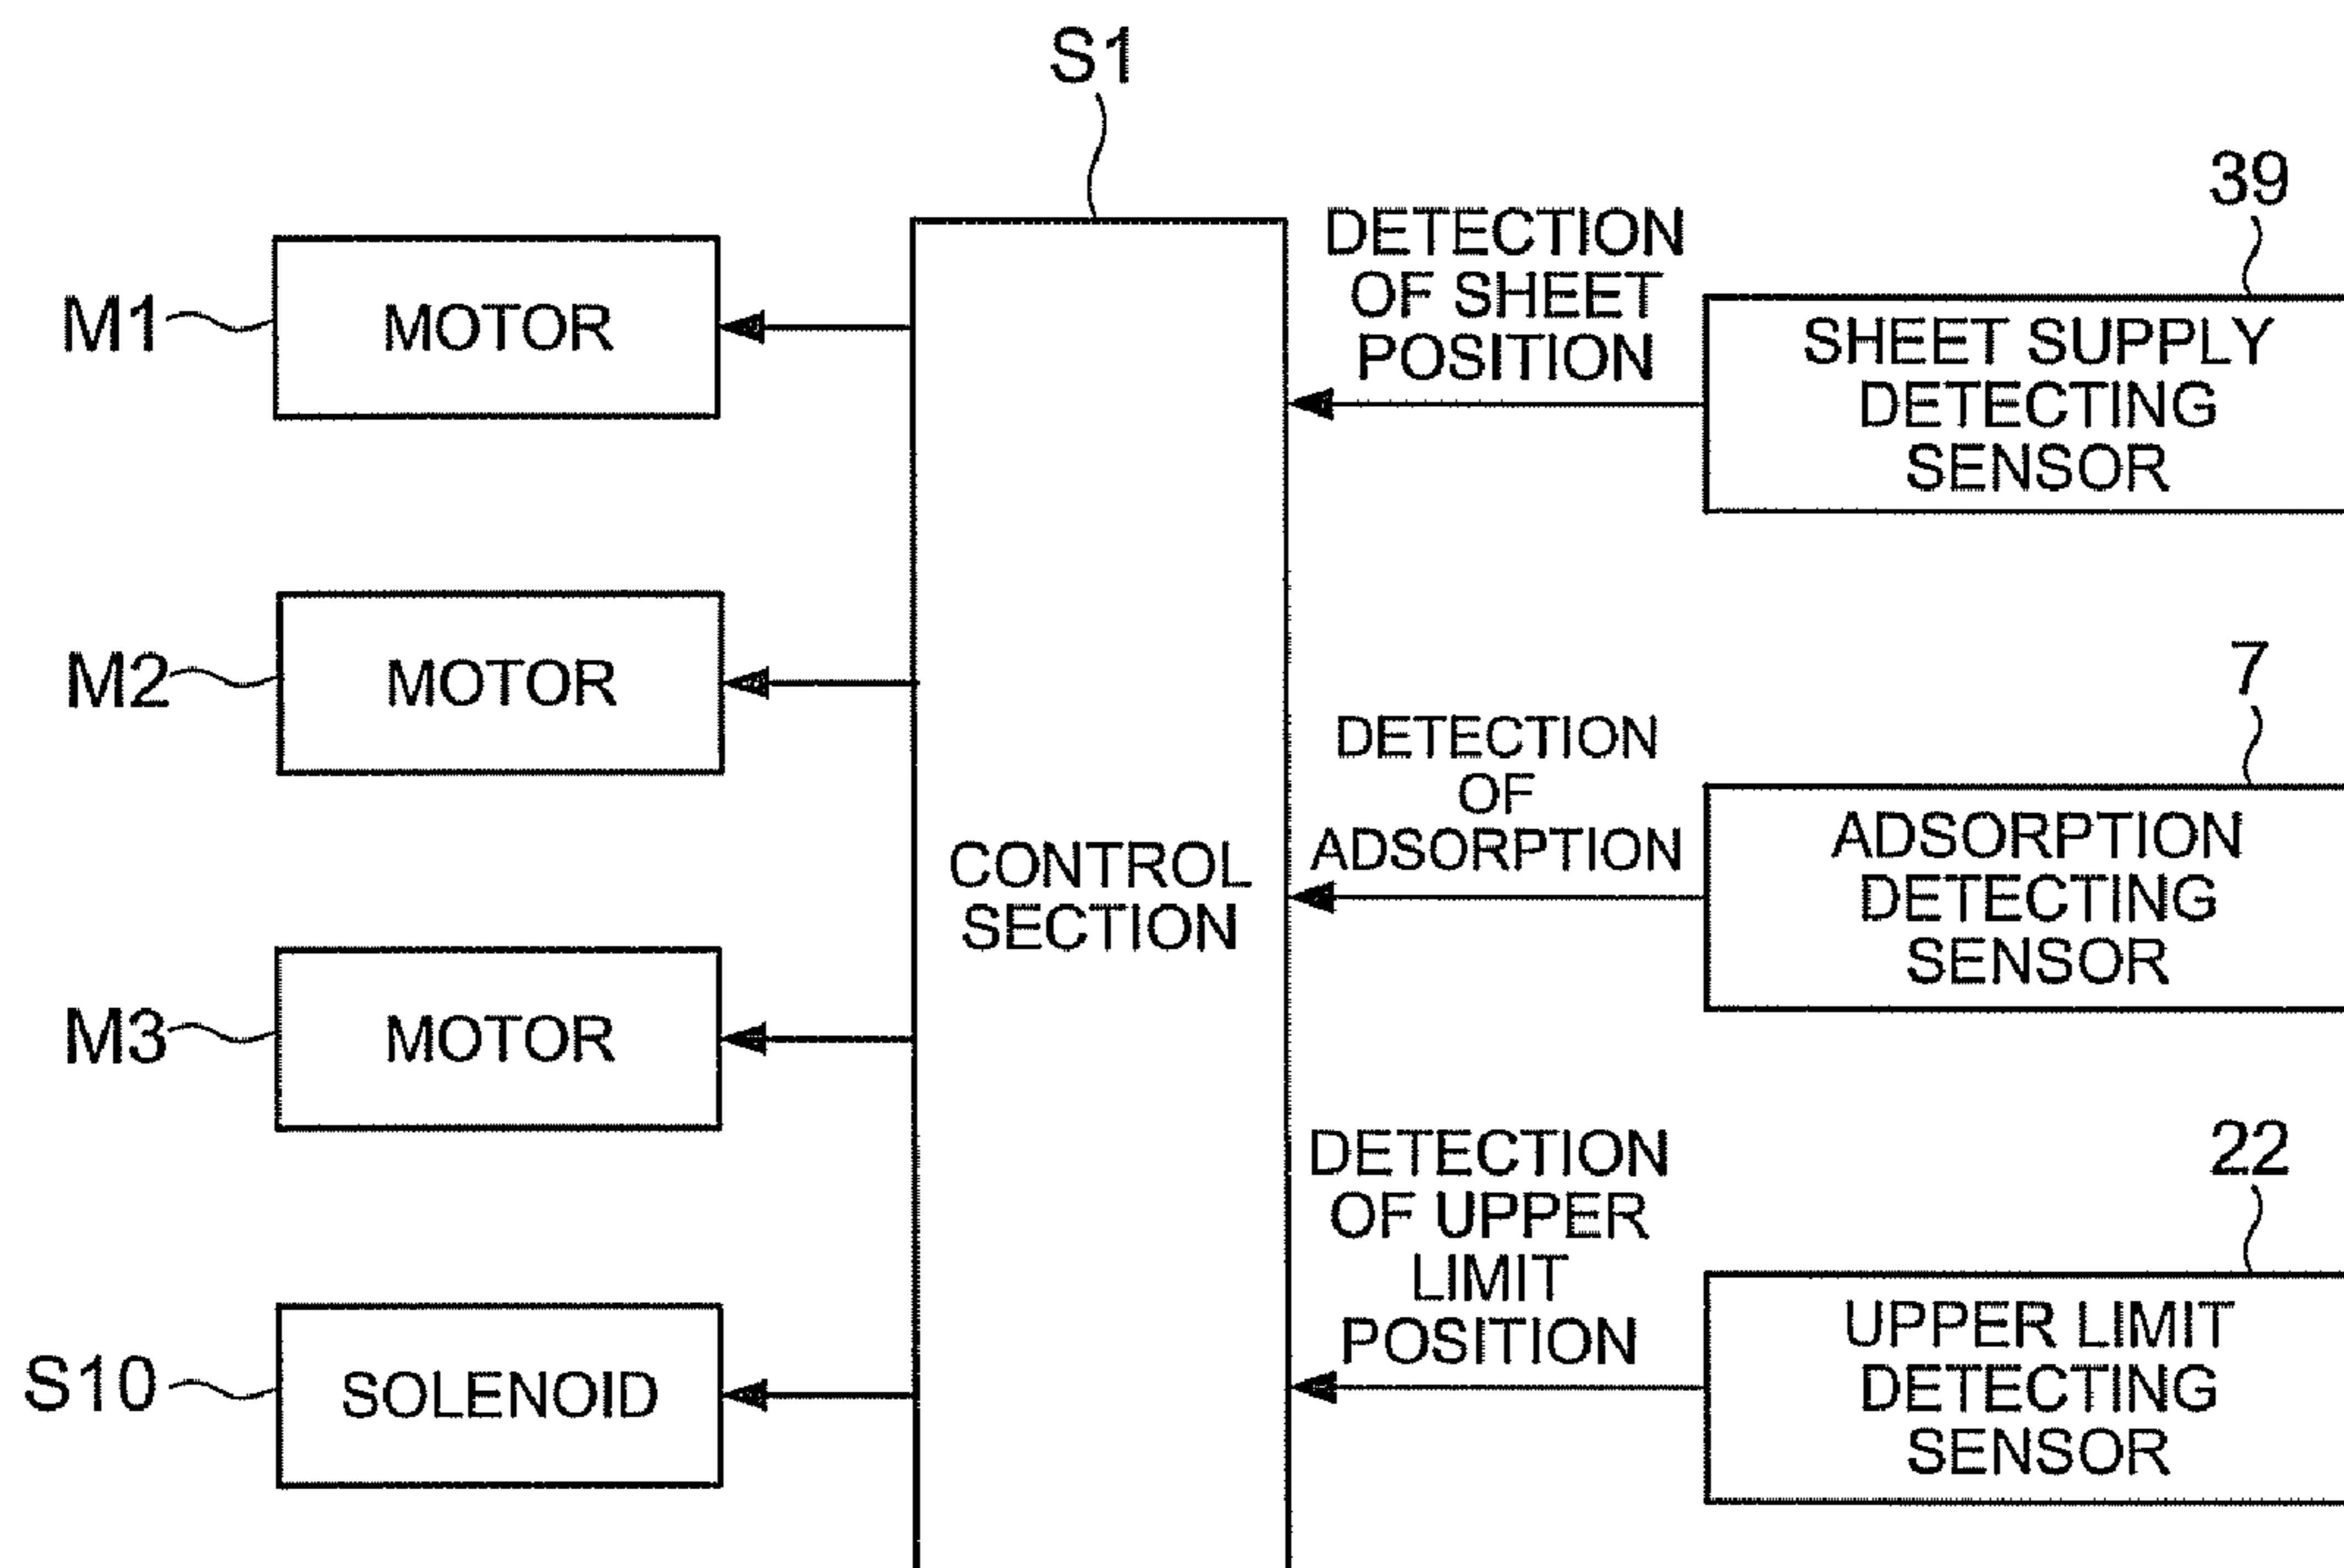 S1
39
M1
MOTOR
DETECTION
OF SHEET
POSITION
SHEET SUPPLY
DETECTING
SENSOR
M2
MOTOR
7
DETECTION
OF
ADSORPTION
ADSORPTION
DETECTING
SENSOR
CONTROL
SECTION
M3
MOTOR
22
DETECTION
OF UPPER
LIMIT
POSITION
UPPER LIMIT
DETECTING
SENSOR
S10
SOLENOID